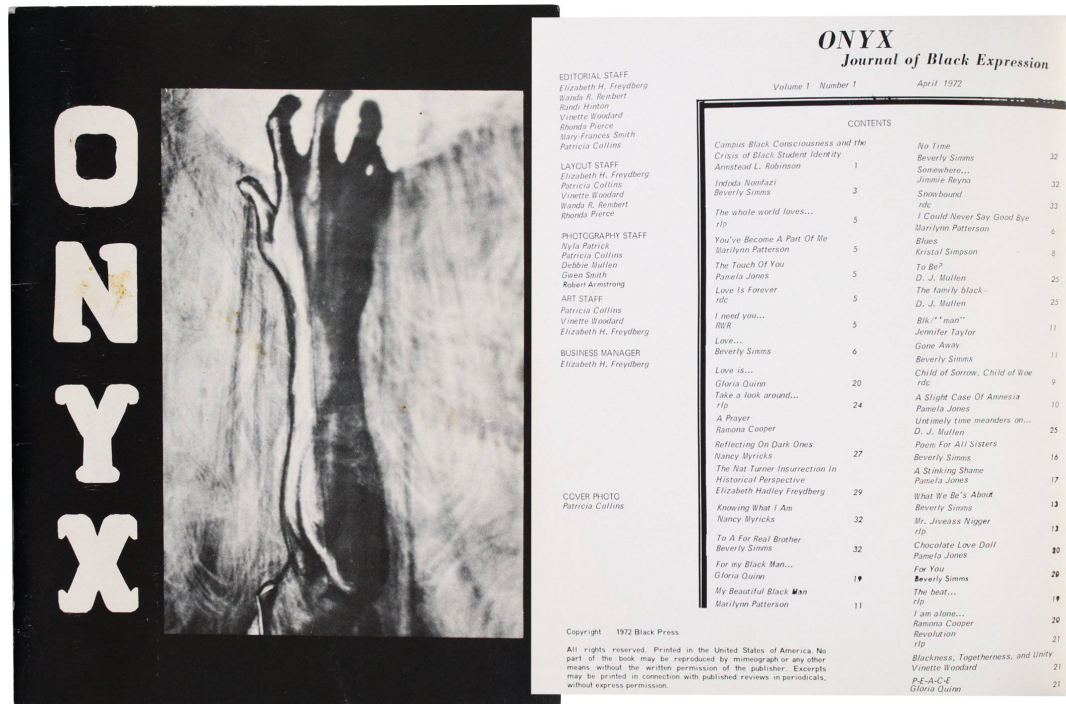 ONYX
ONYX
Journal of Black Expression
Volume 1 Number 1
April 1972
EDITORIAL STAFF
Elizabeth H. Freydberg
Wanda R. Rembert
Randi Hinton
Vinette Woodard
Rhonda Pierce
Mary Frances Smith
Patricia Collins
LAYOUT STAFF
Elizabeth H. Freydberg
Patricia Collins
Vinette Woodard
Wanda R. Rembert
Rhonda Pierce
PHOTOGRAPHY STAFF
Nyla Patrick
Patricia Collins
Debbie Mullen
Gwen Smith
Robert Armstrong
ART STAFF
Patricia Collins
Vinette Woodard
Elizabeth H. Freydberg
BUSINESS MANAGER
Elizabeth H. Freydberg
COVER PHOTO
Patricia Collins
CONTENTS
Campus Black Consciousness and the
Crisis of Black Student Identity
Armstead L. Robinson 1
Indoda Nomfazi
Beverly Simms 3
The whole world loves...
rlp 5
You've Become A Part Of Me
Marilynn Patterson 5
The Touch Of You
Pamela Jones 5
Love Is Forever
rdc 5
I need you...
RWR 5
Love...
Beverly Simms 6
Love is...
Gloria Quinn 20
Take a look around...
rlp 24
A Prayer
Ramona Cooper
Reflecting On Dark Ones
Nancy Myricks 27
The Nat Turner Insurrection In
Historical Perspective
Elizabeth Hadley Freydberg 29
Knowing What I Am
Nancy Myricks 32
To A For Real Brother
Beverly Simms 32
For my Black Man...
Gloria Quinn 19
My Beautiful Black Man
Marilynn Patterson 11
No Time
Beverly Simms 32
Somewhere...
Jimmie Reyna 32
Snowbound
rdc 33
I Could Never Say Good Bye
Marilynn Patterson 6
Blues
Kristal Simpson 8
To Be?
D. J. Mullen 25
The family black—
D. J. Mullen 25
Blk/**man**
Jennifer Taylor 11
Gone Away
Beverly Simms 11
Child of Sorrow, Child of Woe
rdc 9
A Slight Case Of Amnesia
Pamela Jones 10
Untimely time meanders on...
D. J. Mullen 25
Poem For All Sisters
Beverly Simms 16
A Stinking Shame
Pamela Jones 17
What We Be's About
Beverly Simms 13
Mr. Jiveass Nigger
rlp 13
Chocolate Love Doll
Pamela Jones 20
For You
Beverly Simms 20
The beat...
rlp 19
I am alone...
Ramona Cooper 20
Revolution
rlp 21
Blackness, Togetherness, and Unity
Vinette Woodard 21
P-E-A-C-E
Gloria Quinn 21
Copyright 1972 Black Press
All rights reserved. Printed in the United States of America. No
part of the book may be reproduced by mimeograph or any other
means without the written permission of the publisher. Excerpts
may be printed in connection with published reviews in periodicals,
without express permission.